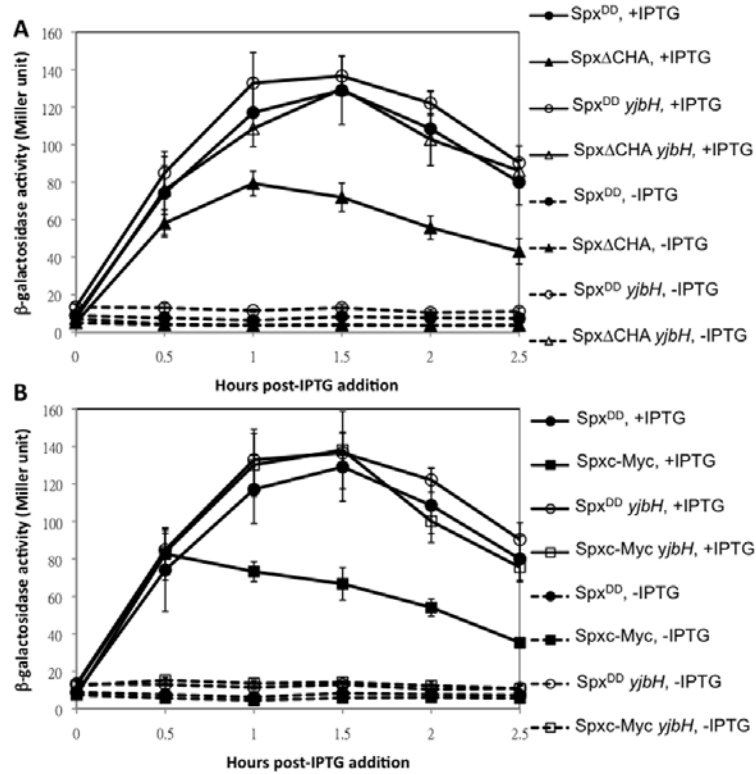 A
β-galactosidase activity (Miller unit)
160
140
120
100
80
60
40
20
0
0
0.5
1
1.5
2
2.5
Hours post-IPTG addition
Spxᴰᴰ, +IPTG
SpxΔCHA, +IPTG
Spxᴰᴰ yjbH, +IPTG
SpxΔCHA yjbH, +IPTG
Spxᴰᴰ, -IPTG
SpxΔCHA, -IPTG
Spxᴰᴰ yjbH, -IPTG
SpxΔCHA yjbH, -IPTG
B
β-galactosidase activity (Miller unit)
160
140
120
100
80
60
40
20
0
0
0.5
1
1.5
2
2.5
Hours post-IPTG addition
Spxᴰᴰ, +IPTG
Spxc-Myc, +IPTG
Spxᴰᴰ yjbH, +IPTG
Spxc-Myc yjbH, +IPTG
Spxᴰᴰ, -IPTG
Spxc-Myc, -IPTG
Spxᴰᴰ yjbH, -IPTG
Spxc-Myc yjbH, -IPTG